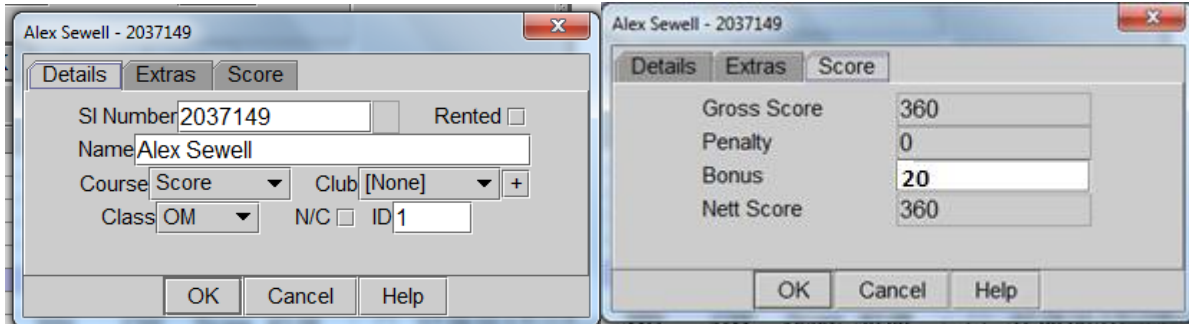 Alex Sewell - 2037149
Details Extras Score
SI Number 2037149 Rented
Name Alex Sewell
Course Score Club [None] +
Class OM N/C ID 1
OK Cancel Help
Alex Sewell - 2037149
Details Extras Score
Gross Score 360
Penalty 0
Bonus 20
Nett Score 360
OK Cancel Help